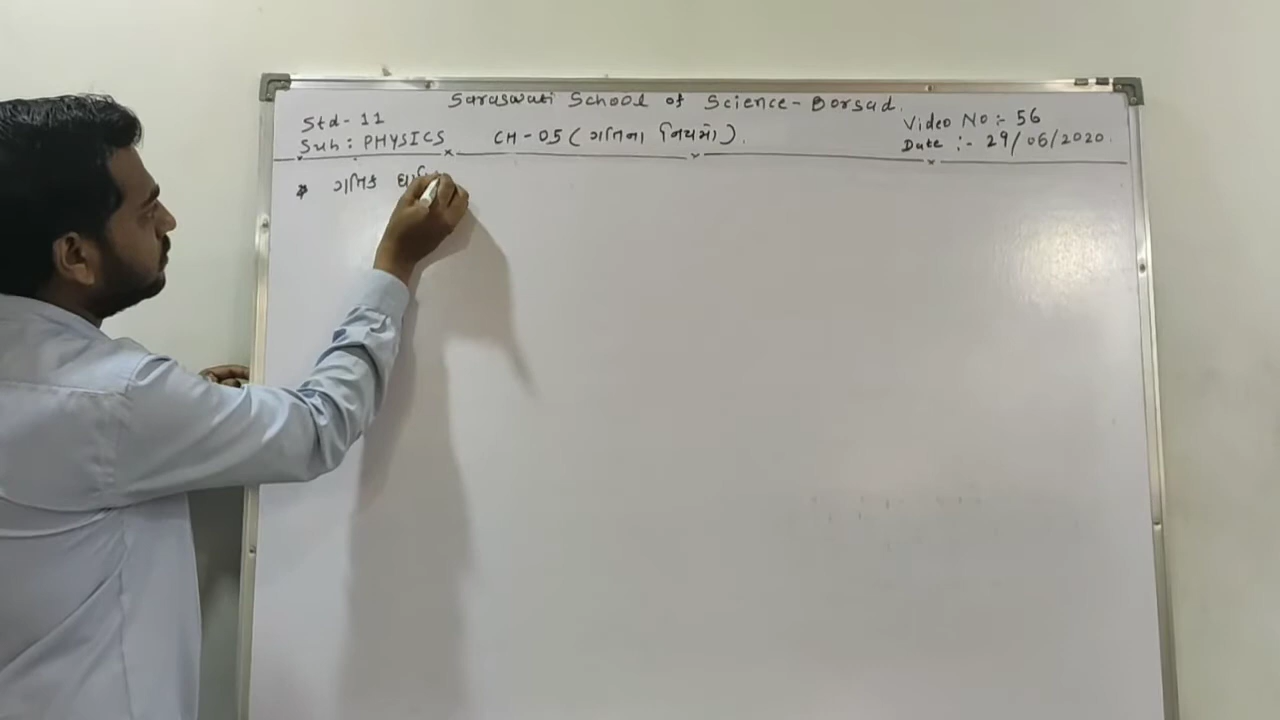 Saraswati School of Science - Borsad.
Std - 11
Sub : PHYSICS CH - 05 ( ગતિના નિયમો ).
Video No :- 56
Date :- 29/06/2020.
* ગતિક